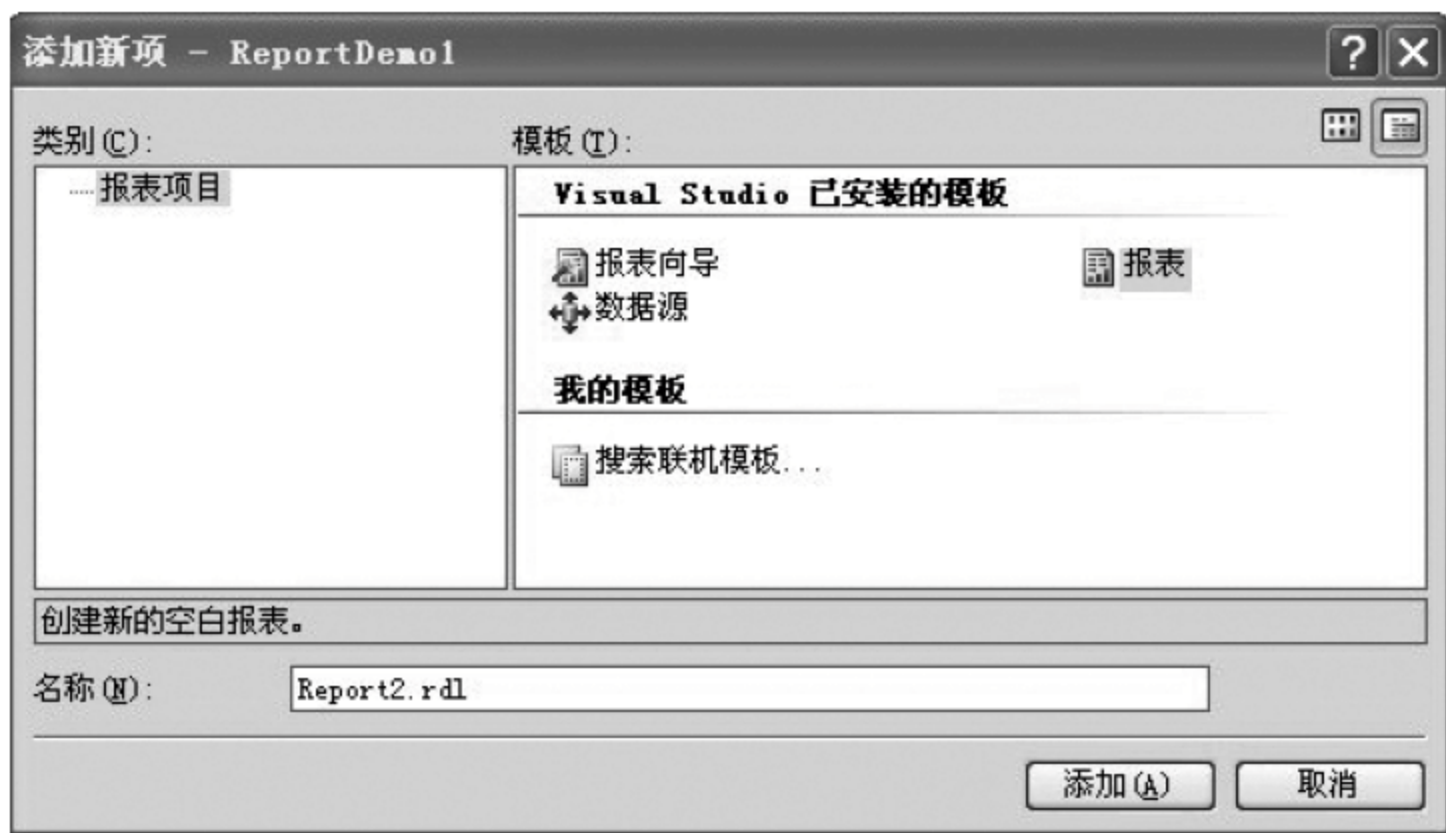 添加新项 - ReportDemo1
类别(C):
模板(T):
报表项目
Visual Studio 已安装的模板
报表向导
报表
数据源
我的模板
搜索联机模板...
创建新的空白报表。
名称(N):
Report2.rdl
添加(A)
取消